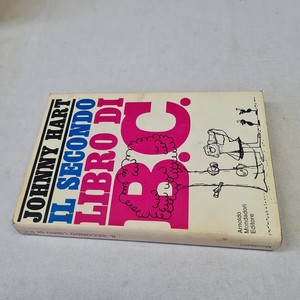 JOHNNY HART
IL SECONDO
LIBRO DI
B.C.
Arnoldo
Mondadori
Editore